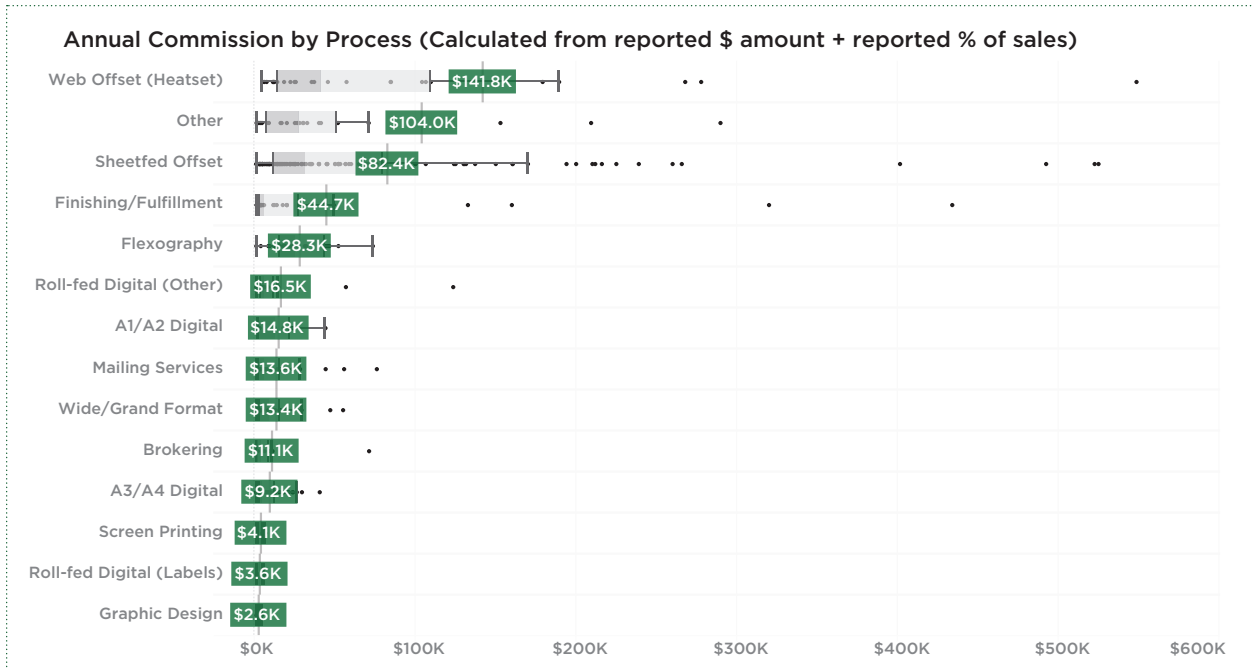 Annual Commission by Process (Calculated from reported $ amount + reported % of sales)
Web Offset (Heatset) $141.8K
Other $104.0K
Sheetfed Offset $82.4K
Finishing/Fulfillment $44.7K
Flexography $28.3K
Roll-fed Digital (Other) $16.5K
A1/A2 Digital $14.8K
Mailing Services $13.6K
Wide/Grand Format $13.4K
Brokering $11.1K
A3/A4 Digital $9.2K
Screen Printing $4.1K
Roll-fed Digital (Labels) $3.6K
Graphic Design $2.6K
$0K $100K $200K $300K $400K $500K $600K